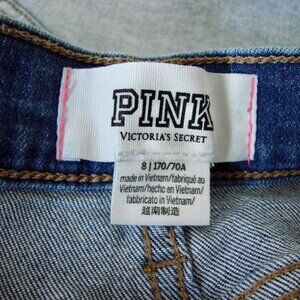 PINK
VICTORIA'S SECRET
8 | 170/70A
made in Vietnam/fabriqué au
Vietnam/hecho en Vietnam/
fabbricato in Vietnam/
越南制造